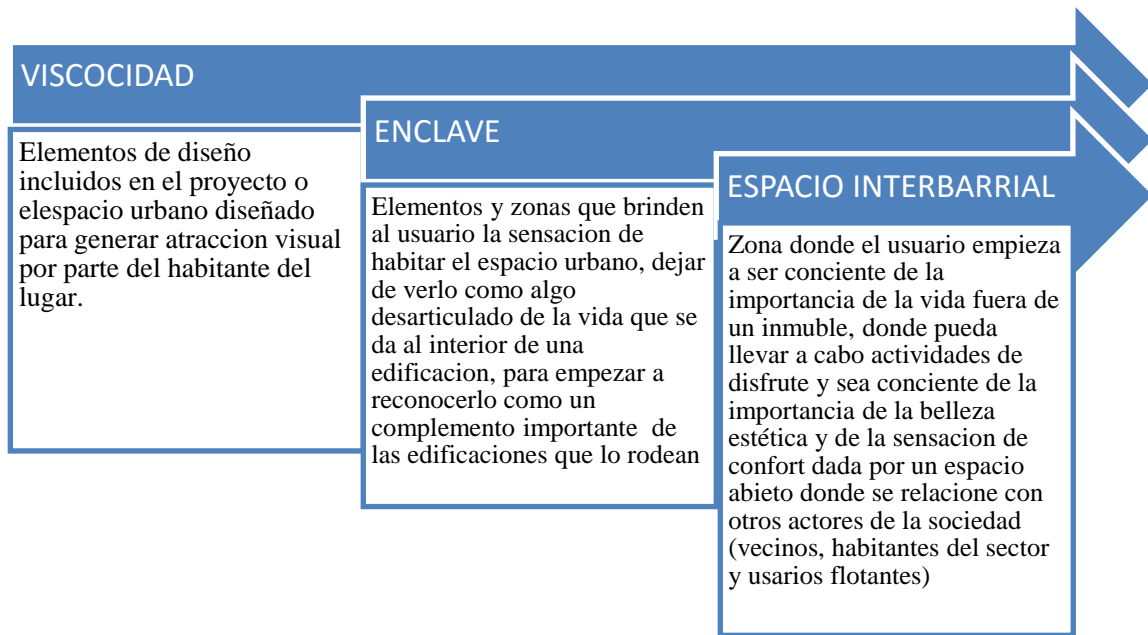 VISCOCIDAD
Elementos de diseño
incluidos en el proyecto o
elespacio urbano diseñado
para generar atraccion visual
por parte del habitante del
lugar.
ENCLAVE
Elementos y zonas que brinden
al usuario la sensacion de
habitar el espacio urbano, dejar
de verlo como algo
desarticulado de la vida que se
da al interior de una
edificacion, para empezar a
reconocerlo como un
complemento importante  de
las edificaciones que lo rodean
ESPACIO INTERBARRIAL
Zona donde el usuario empieza
a ser conciente de la
importancia de la vida fuera de
un inmuble, donde pueda
llevar a cabo actividades de
disfrute y sea conciente de la
importancia de la belleza
estética y de la sensacion de
confort dada por un espacio
abieto donde se relacione con
otros actores de la sociedad
(vecinos, habitantes del sector
y usarios flotantes)